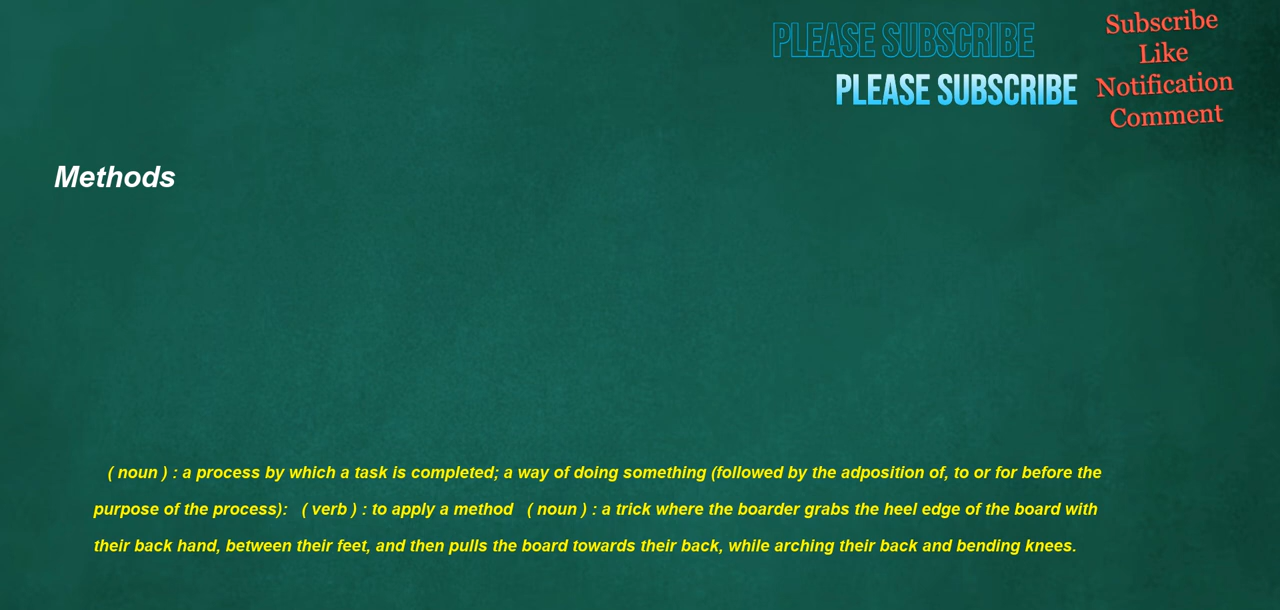 PLEASE SUBSCRIBE
PLEASE SUBSCRIBE
Subscribe
Like
Notification
Comment
Methods
( noun ) : a process by which a task is completed; a way of doing something (followed by the adposition of, to or for before the
purpose of the process): ( verb ) : to apply a method ( noun ) : a trick where the boarder grabs the heel edge of the board with
their back hand, between their feet, and then pulls the board towards their back, while arching their back and bending knees.